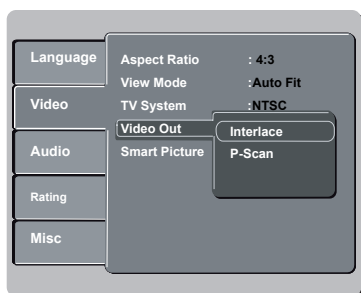 Language
Video
Audio
Rating
Misc
Aspect Ratio : 4:3
View Mode :Auto Fit
TV System :NTSC
Video Out Interlace
Smart Picture P-Scan